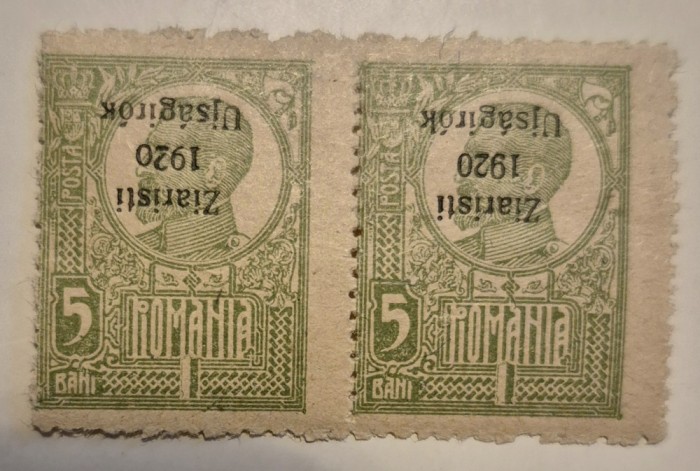 POSTA
Ziaristi
1920
Ujságirók
5
ROMANIA
BANI
POSTA
Ziaristi
1920
Ujságirók
5
ROMANIA
BANI